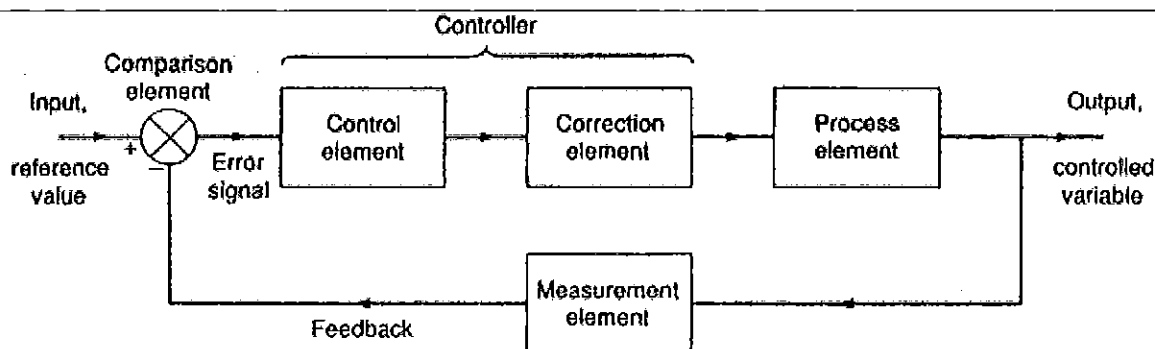 Controller
Comparison
element
Input,
reference
value
+
−
Error
signal
Control
element
Correction
element
Process
element
Output,
controlled
variable
Measurement
element
Feedback